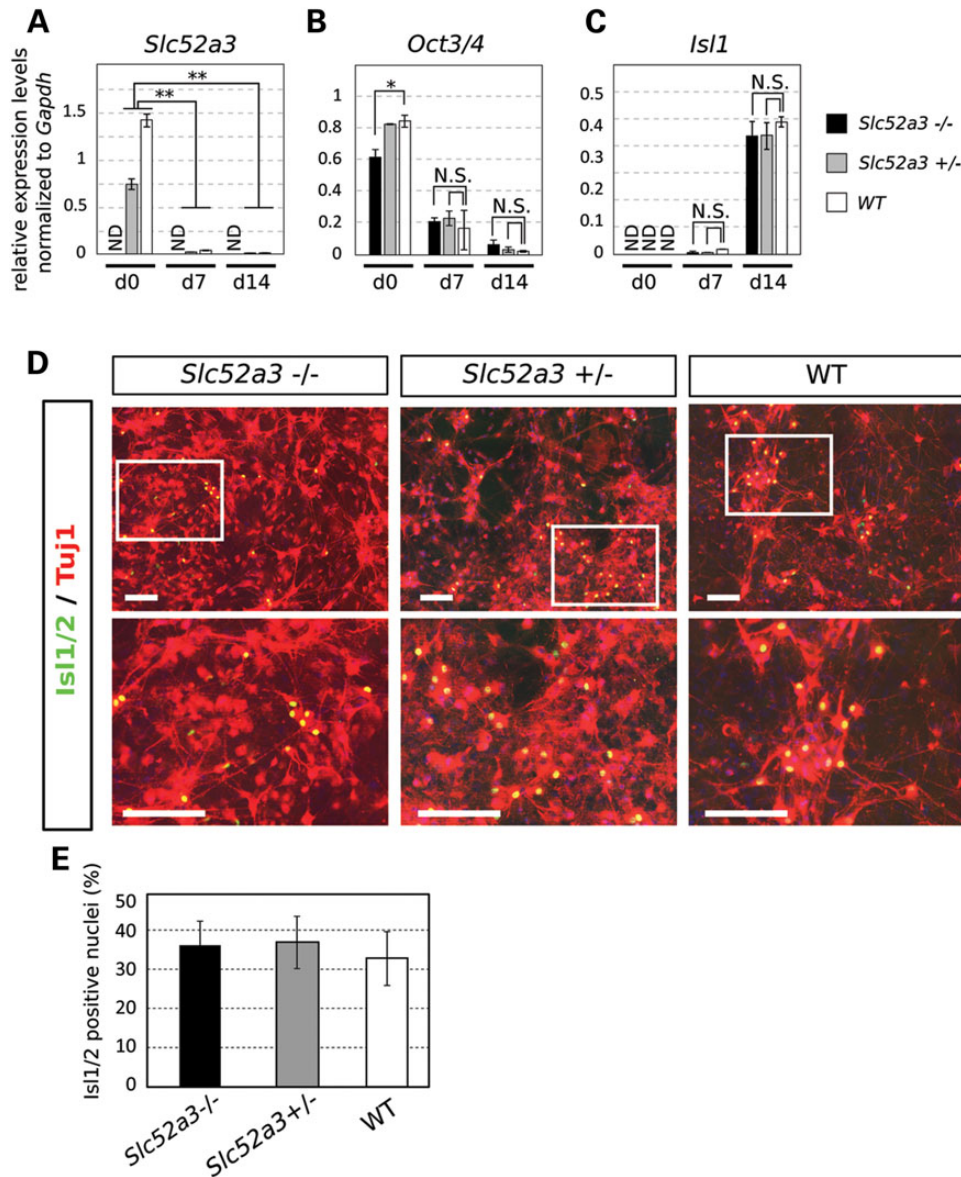 A
Slc52a3
relative expression levels
normalized to Gapdh
1.5
1
0.5
0
**
**
ND
ND
ND
d0
d7
d14
B
Oct3/4
1
0.8
0.6
0.4
0.2
0
*
N.S.
N.S.
d0
d7
d14
C
Isl1
0.5
0.4
0.3
0.2
0.1
0
ND
ND
ND
N.S.
N.S.
d0
d7
d14
Slc52a3 -/-
Slc52a3 +/-
WT
D
Slc52a3 -/-
Slc52a3 +/-
WT
Isl1/2 / Tuj1
E
Isl1/2 positive nuclei (%)
50
40
30
20
10
0
Slc52a3-/-
Slc52a3+/-
WT